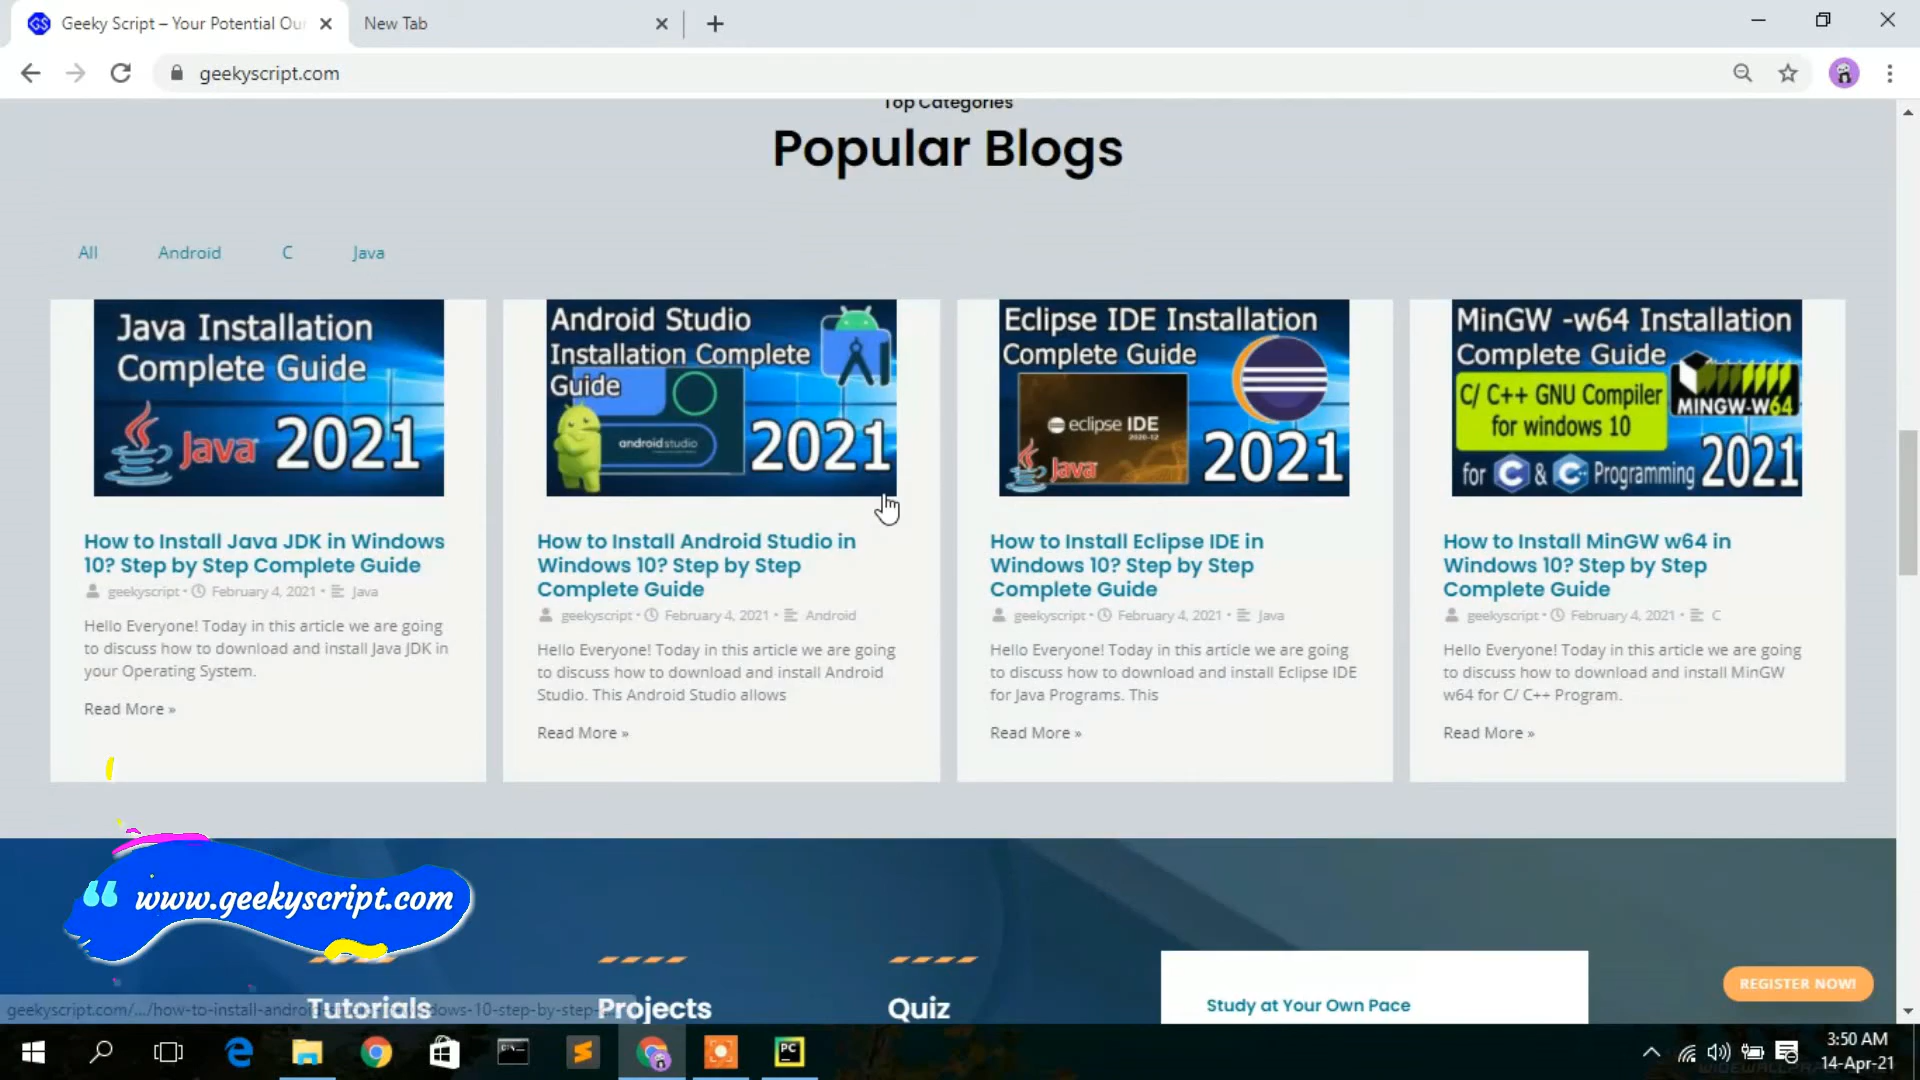 Geeky Script – Your Potential Ou
New Tab
geekyscript.com
Top Categories
Popular Blogs
All
Android
C
Java
Java Installation
Complete Guide
Java 2021
Android Studio
Installation Complete
Guide
androidstudio
2021
Eclipse IDE Installation
Complete Guide
eclipse IDE
2020-12
Java
2021
MinGW -w64 Installation
Complete Guide
C/ C++ GNU Compiler
for windows 10
MINGW-W64
for C & C++ Programming 2021
How to Install Java JDK in Windows
10? Step by Step Complete Guide
geekyscript • February 4, 2021 • Java
Hello Everyone! Today in this article we are going
to discuss how to download and install Java JDK in
your Operating System.
Read More »
How to Install Android Studio in
Windows 10? Step by Step
Complete Guide
geekyscript • February 4, 2021 • Android
Hello Everyone! Today in this article we are going
to discuss how to download and install Android
Studio. This Android Studio allows
Read More »
How to Install Eclipse IDE in
Windows 10? Step by Step
Complete Guide
geekyscript • February 4, 2021 • Java
Hello Everyone! Today in this article we are going
to discuss how to download and install Eclipse IDE
for Java Programs. This
Read More »
How to Install MinGW w64 in
Windows 10? Step by Step
Complete Guide
geekyscript • February 4, 2021 • C
Hello Everyone! Today in this article we are going
to discuss how to download and install MinGW
w64 for C/ C++ Program.
Read More »
“ www.geekyscript.com
Tutorials
Projects
Quiz
Study at Your Own Pace
REGISTER NOW!
geekyscript.com/.../how-to-install-android dows-10-step-by-step-
PC
3:50 AM
14-Apr-21